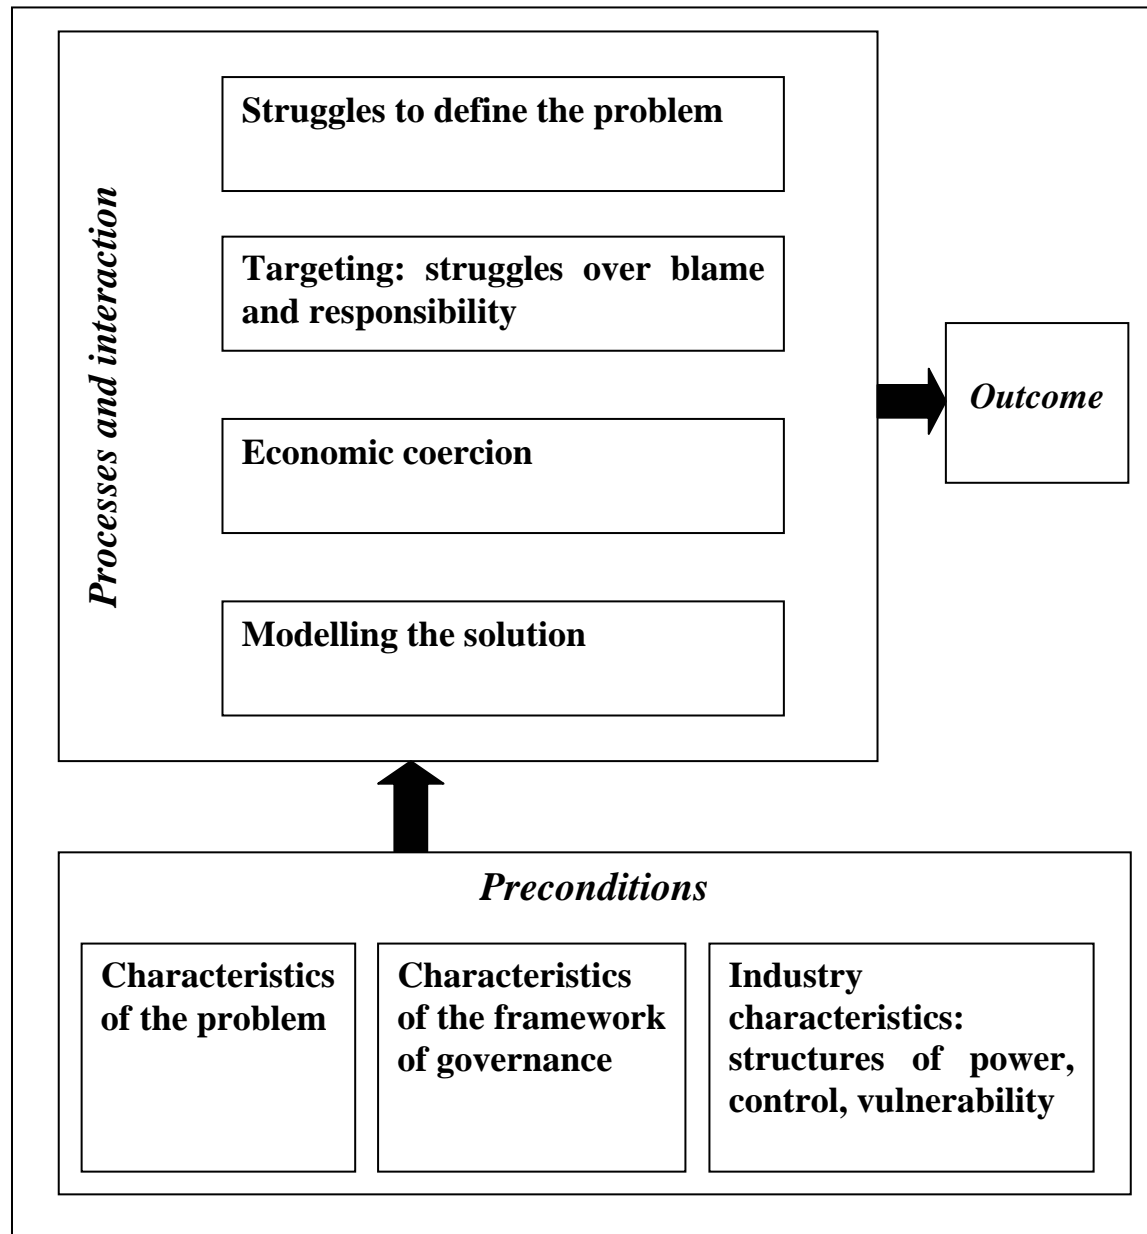 Processes and interaction
Struggles to define the problem
Targeting: struggles over blame
and responsibility
Economic coercion
Modelling the solution
Outcome
Preconditions
Characteristics
of the problem
Characteristics
of the framework
of governance
Industry
characteristics:
structures of power,
control, vulnerability